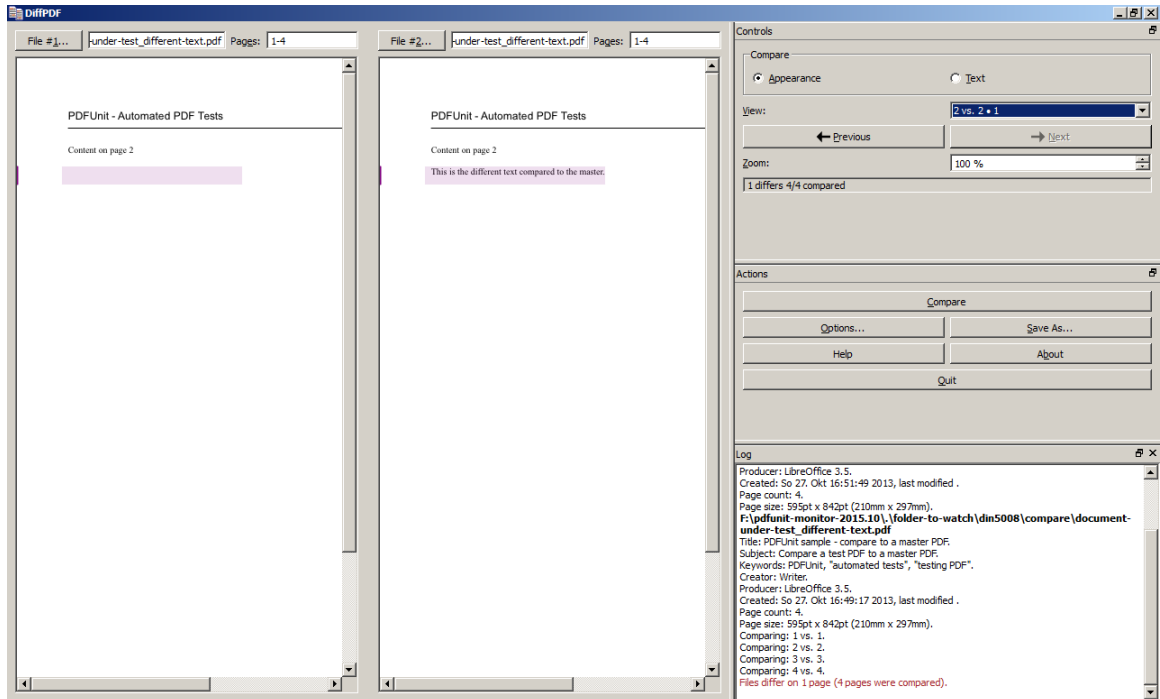 DiffPDF
File #1... -under-test_different-text.pdf Pages: 1-4
File #2... -under-test_different-text.pdf Pages: 1-4
PDFUnit - Automated PDF Tests
Content on page 2
PDFUnit - Automated PDF Tests
Content on page 2
This is the different text compared to the master.
Controls
Compare
Appearance
Text
View: 2 vs. 2 • 1
Previous
Next
Zoom: 100 %
1 differs 4/4 compared
Actions
Compare
Options...
Save As...
Help
About
Quit
Log
Producer: LibreOffice 3.5.
Created: So 27. Okt 16:51:49 2013, last modified .
Page count: 4.
Page size: 595pt x 842pt (210mm x 297mm).
F:\pdfunit-monitor-2015.10\.\folder-to-watch\din5008\compare\document-
under-test_different-text.pdf
Title: PDFUnit sample - compare to a master PDF.
Subject: Compare a test PDF to a master PDF.
Keywords: PDFUnit, "automated tests", "testing PDF".
Creator: Writer.
Producer: LibreOffice 3.5.
Created: So 27. Okt 16:49:17 2013, last modified .
Page count: 4.
Page size: 595pt x 842pt (210mm x 297mm).
Comparing: 1 vs. 1.
Comparing: 2 vs. 2.
Comparing: 3 vs. 3.
Comparing: 4 vs. 4.
Files differ on 1 page (4 pages were compared).